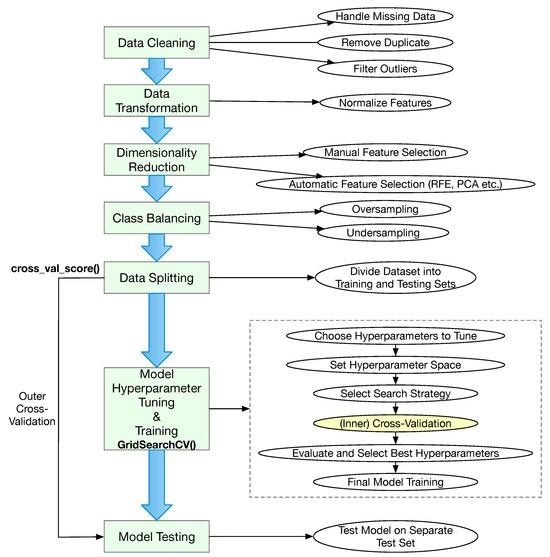 Data Cleaning
Handle Missing Data
Remove Duplicate
Filter Outliers
Data
Transformation
Normalize Features
Dimensionality
Reduction
Manual Feature Selection
Automatic Feature Selection (RFE, PCA etc,)
Class Balancing
Oversampling
Undersampling
cross_val_score()
Data Splitting
Divide Dataset into
Training and Testing Sets
Outer
Cross-
Validation
Model
Hyperparameter
Tuning
&
Training
GridSearchCV()
Choose Hyperparameters to Tune
Set Hyperparameter Space
Select Search Strategy
(Inner) Cross-Validation
Evaluate and Select Best Hyperparameters
Final Model Training
Model Testing
Test Model on Separate
Test Set